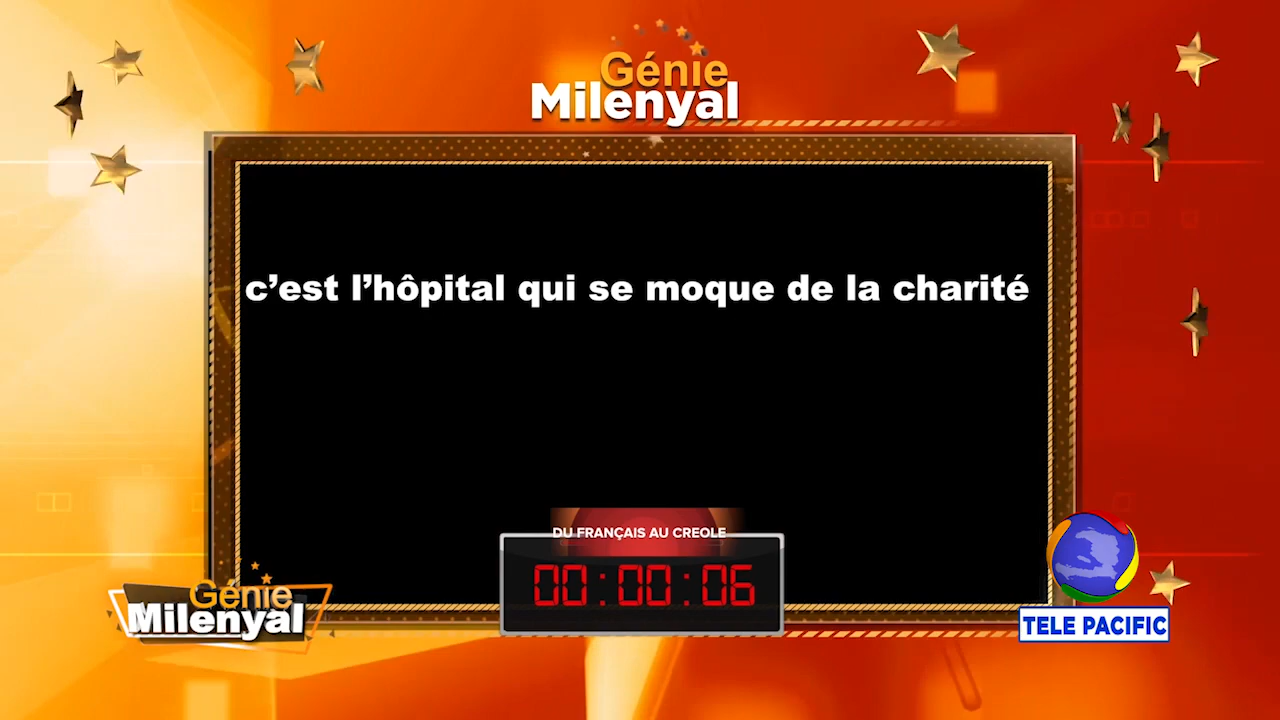 Génie
Milenyal
c’est l’hôpital qui se moque de la charité
DU FRANÇAIS AU CREOLE
00:00:06
Génie
Milenyal
TELE PACIFIC